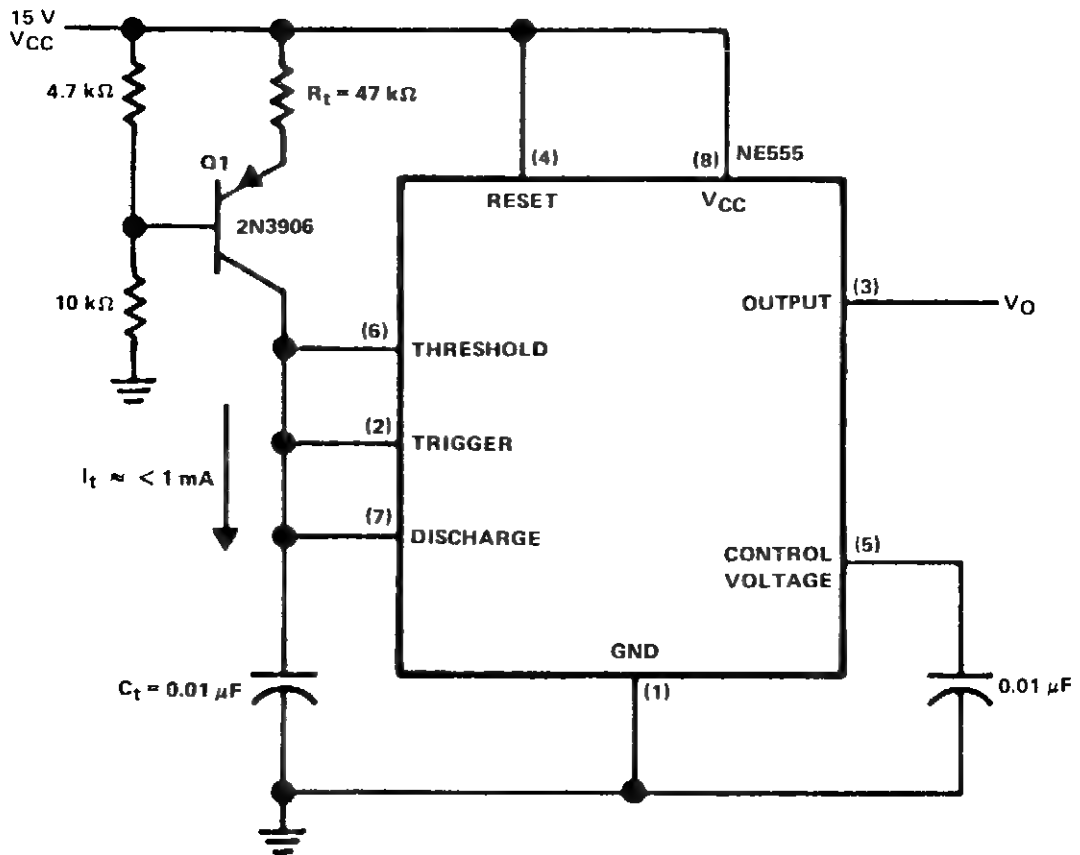 15 V
VCC
4.7 kΩ
Rt = 47 kΩ
Q1
2N3906
10 kΩ
(4)
(8)
NE555
RESET
VCC
(3)
OUTPUT
VO
(6)
THRESHOLD
(2)
TRIGGER
It ≈ < 1 mA
(7)
DISCHARGE
CONTROL
VOLTAGE
(5)
GND
(1)
Ct = 0.01 μF
0.01 μF